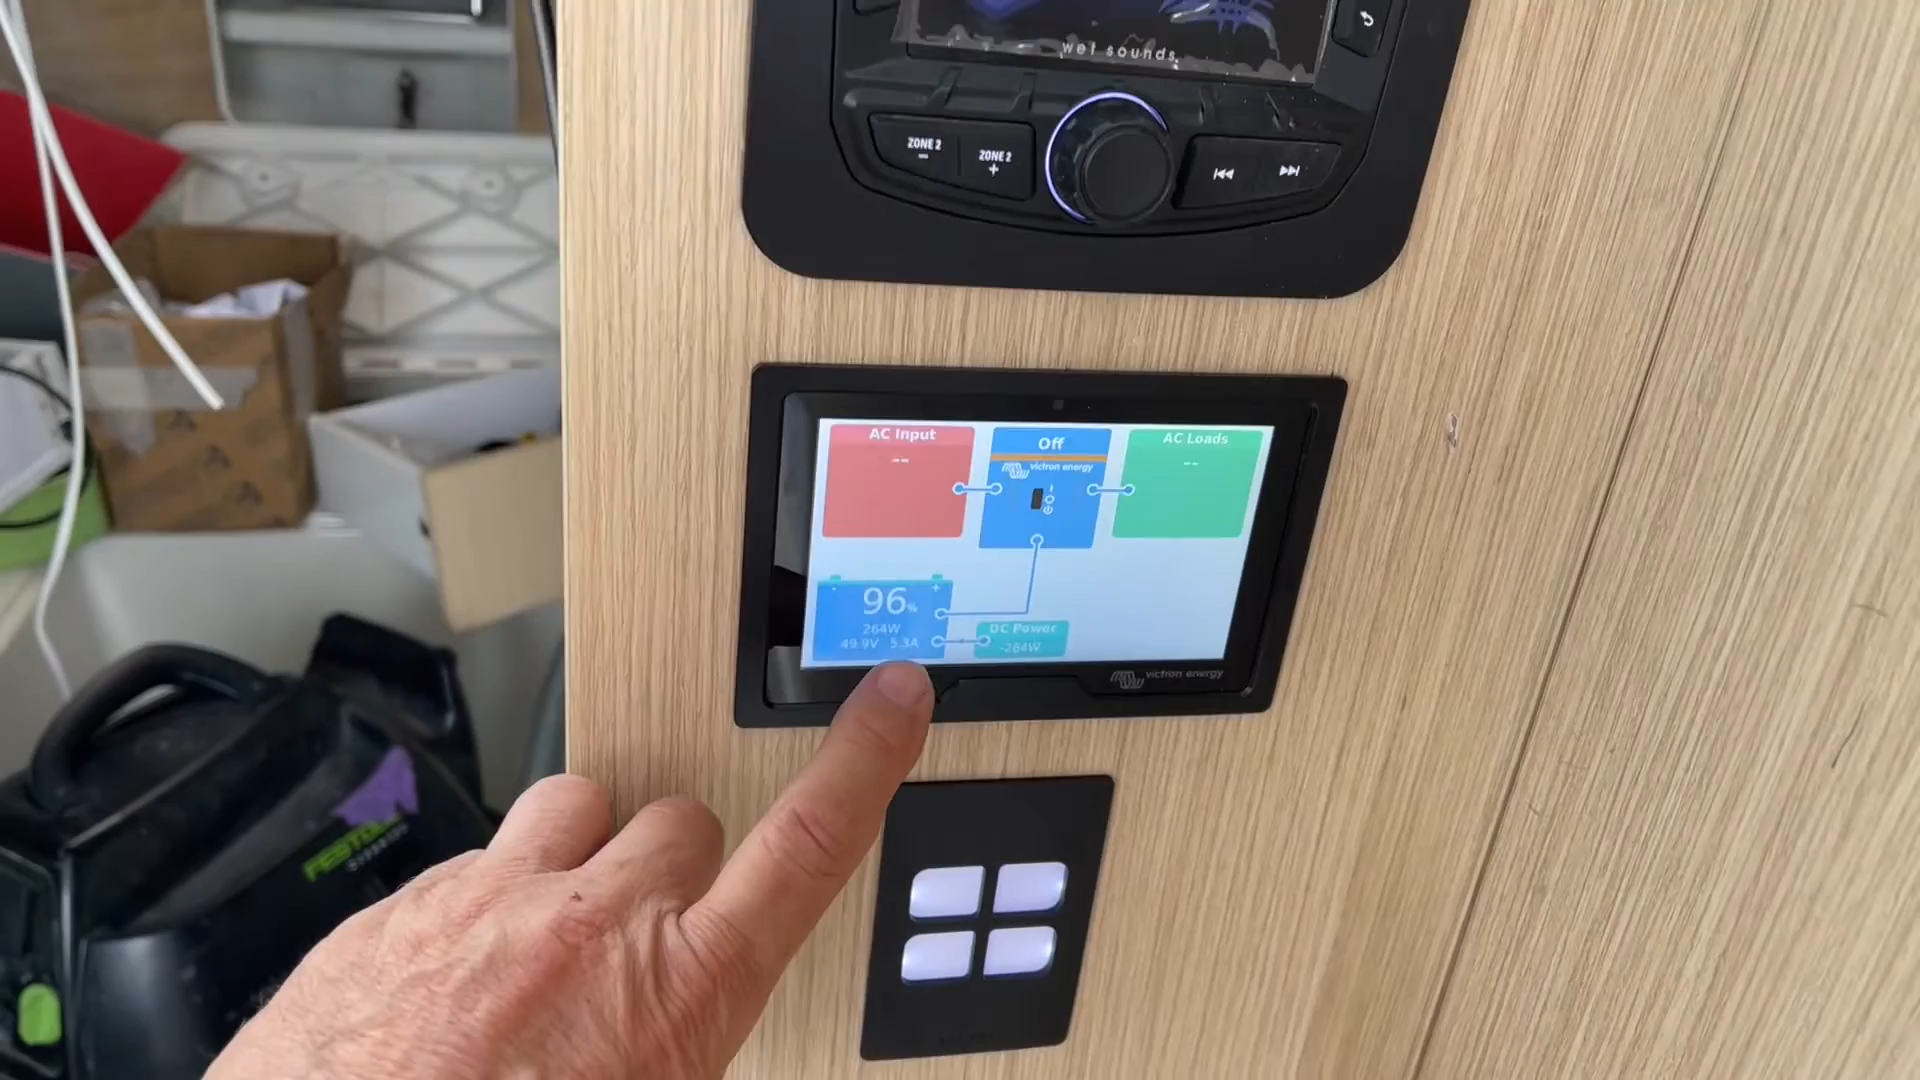 wet sounds
ZONE 2
ZONE 2
+
AC Input
--
Off
victron energy
AC Loads
--
96%
264W
49.9V 5.3A
DC Power
-264W
victron energy
FESTOOL